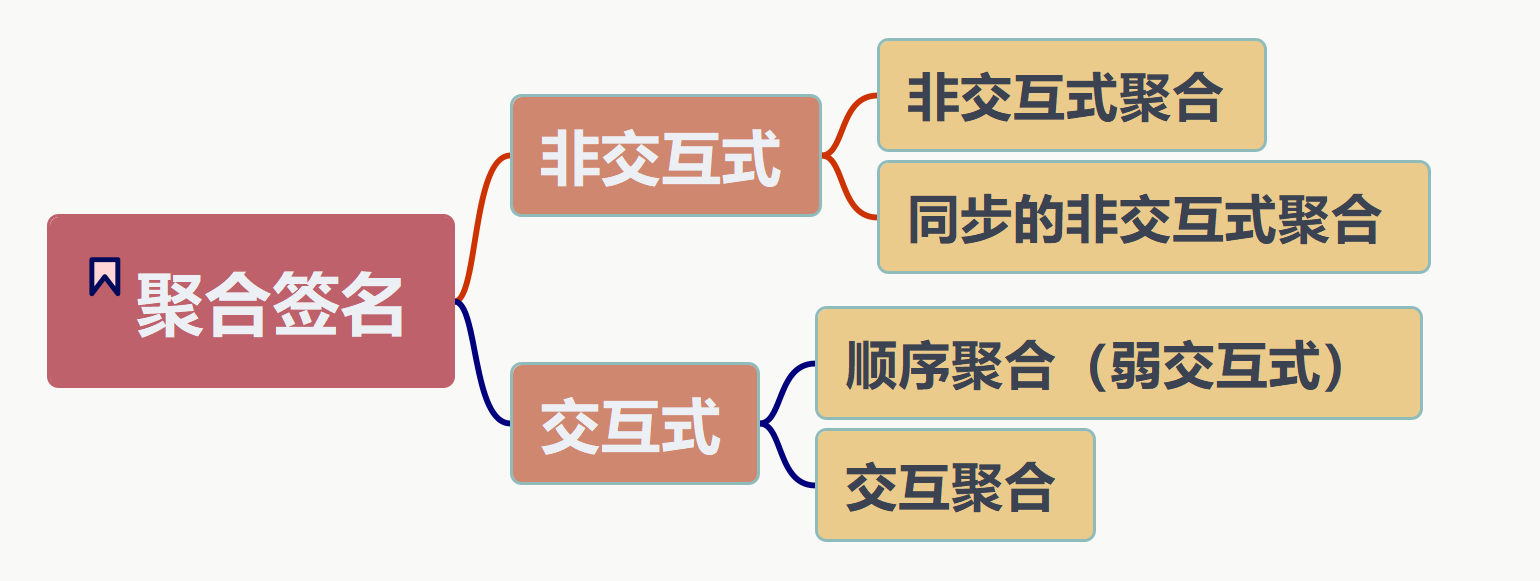 聚合签名
非交互式
非交互式聚合
同步的非交互式聚合
交互式
顺序聚合（弱交互式）
交互聚合